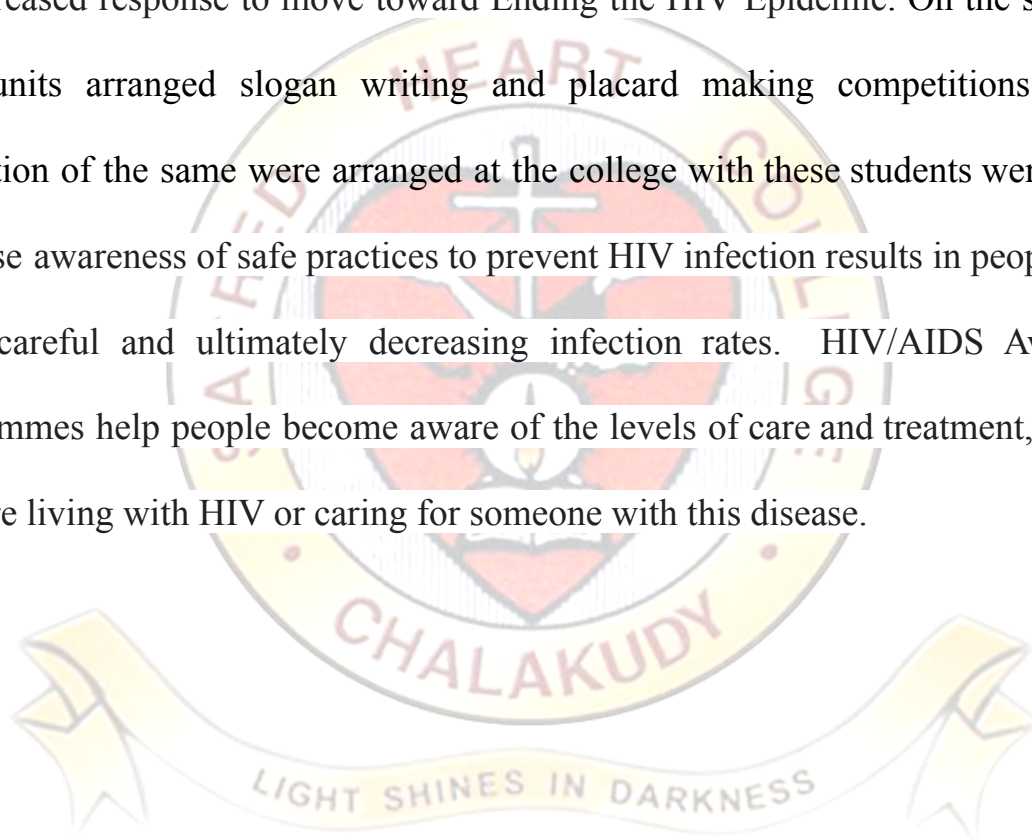 reased response to move toward Ending the HIV Epidemic. On the s
units arranged slogan writing and placard making competitions
tion of the same were arranged at the college with these students wer
se awareness of safe practices to prevent HIV infection results in peop
careful and ultimately decreasing infection rates. HIV/AIDS Aw
mmes help people become aware of the levels of care and treatment,
e living with HIV or caring for someone with this disease.
SACRED HEART COLLEGE
CHALAKUDY
LIGHT SHINES IN DARKNESS